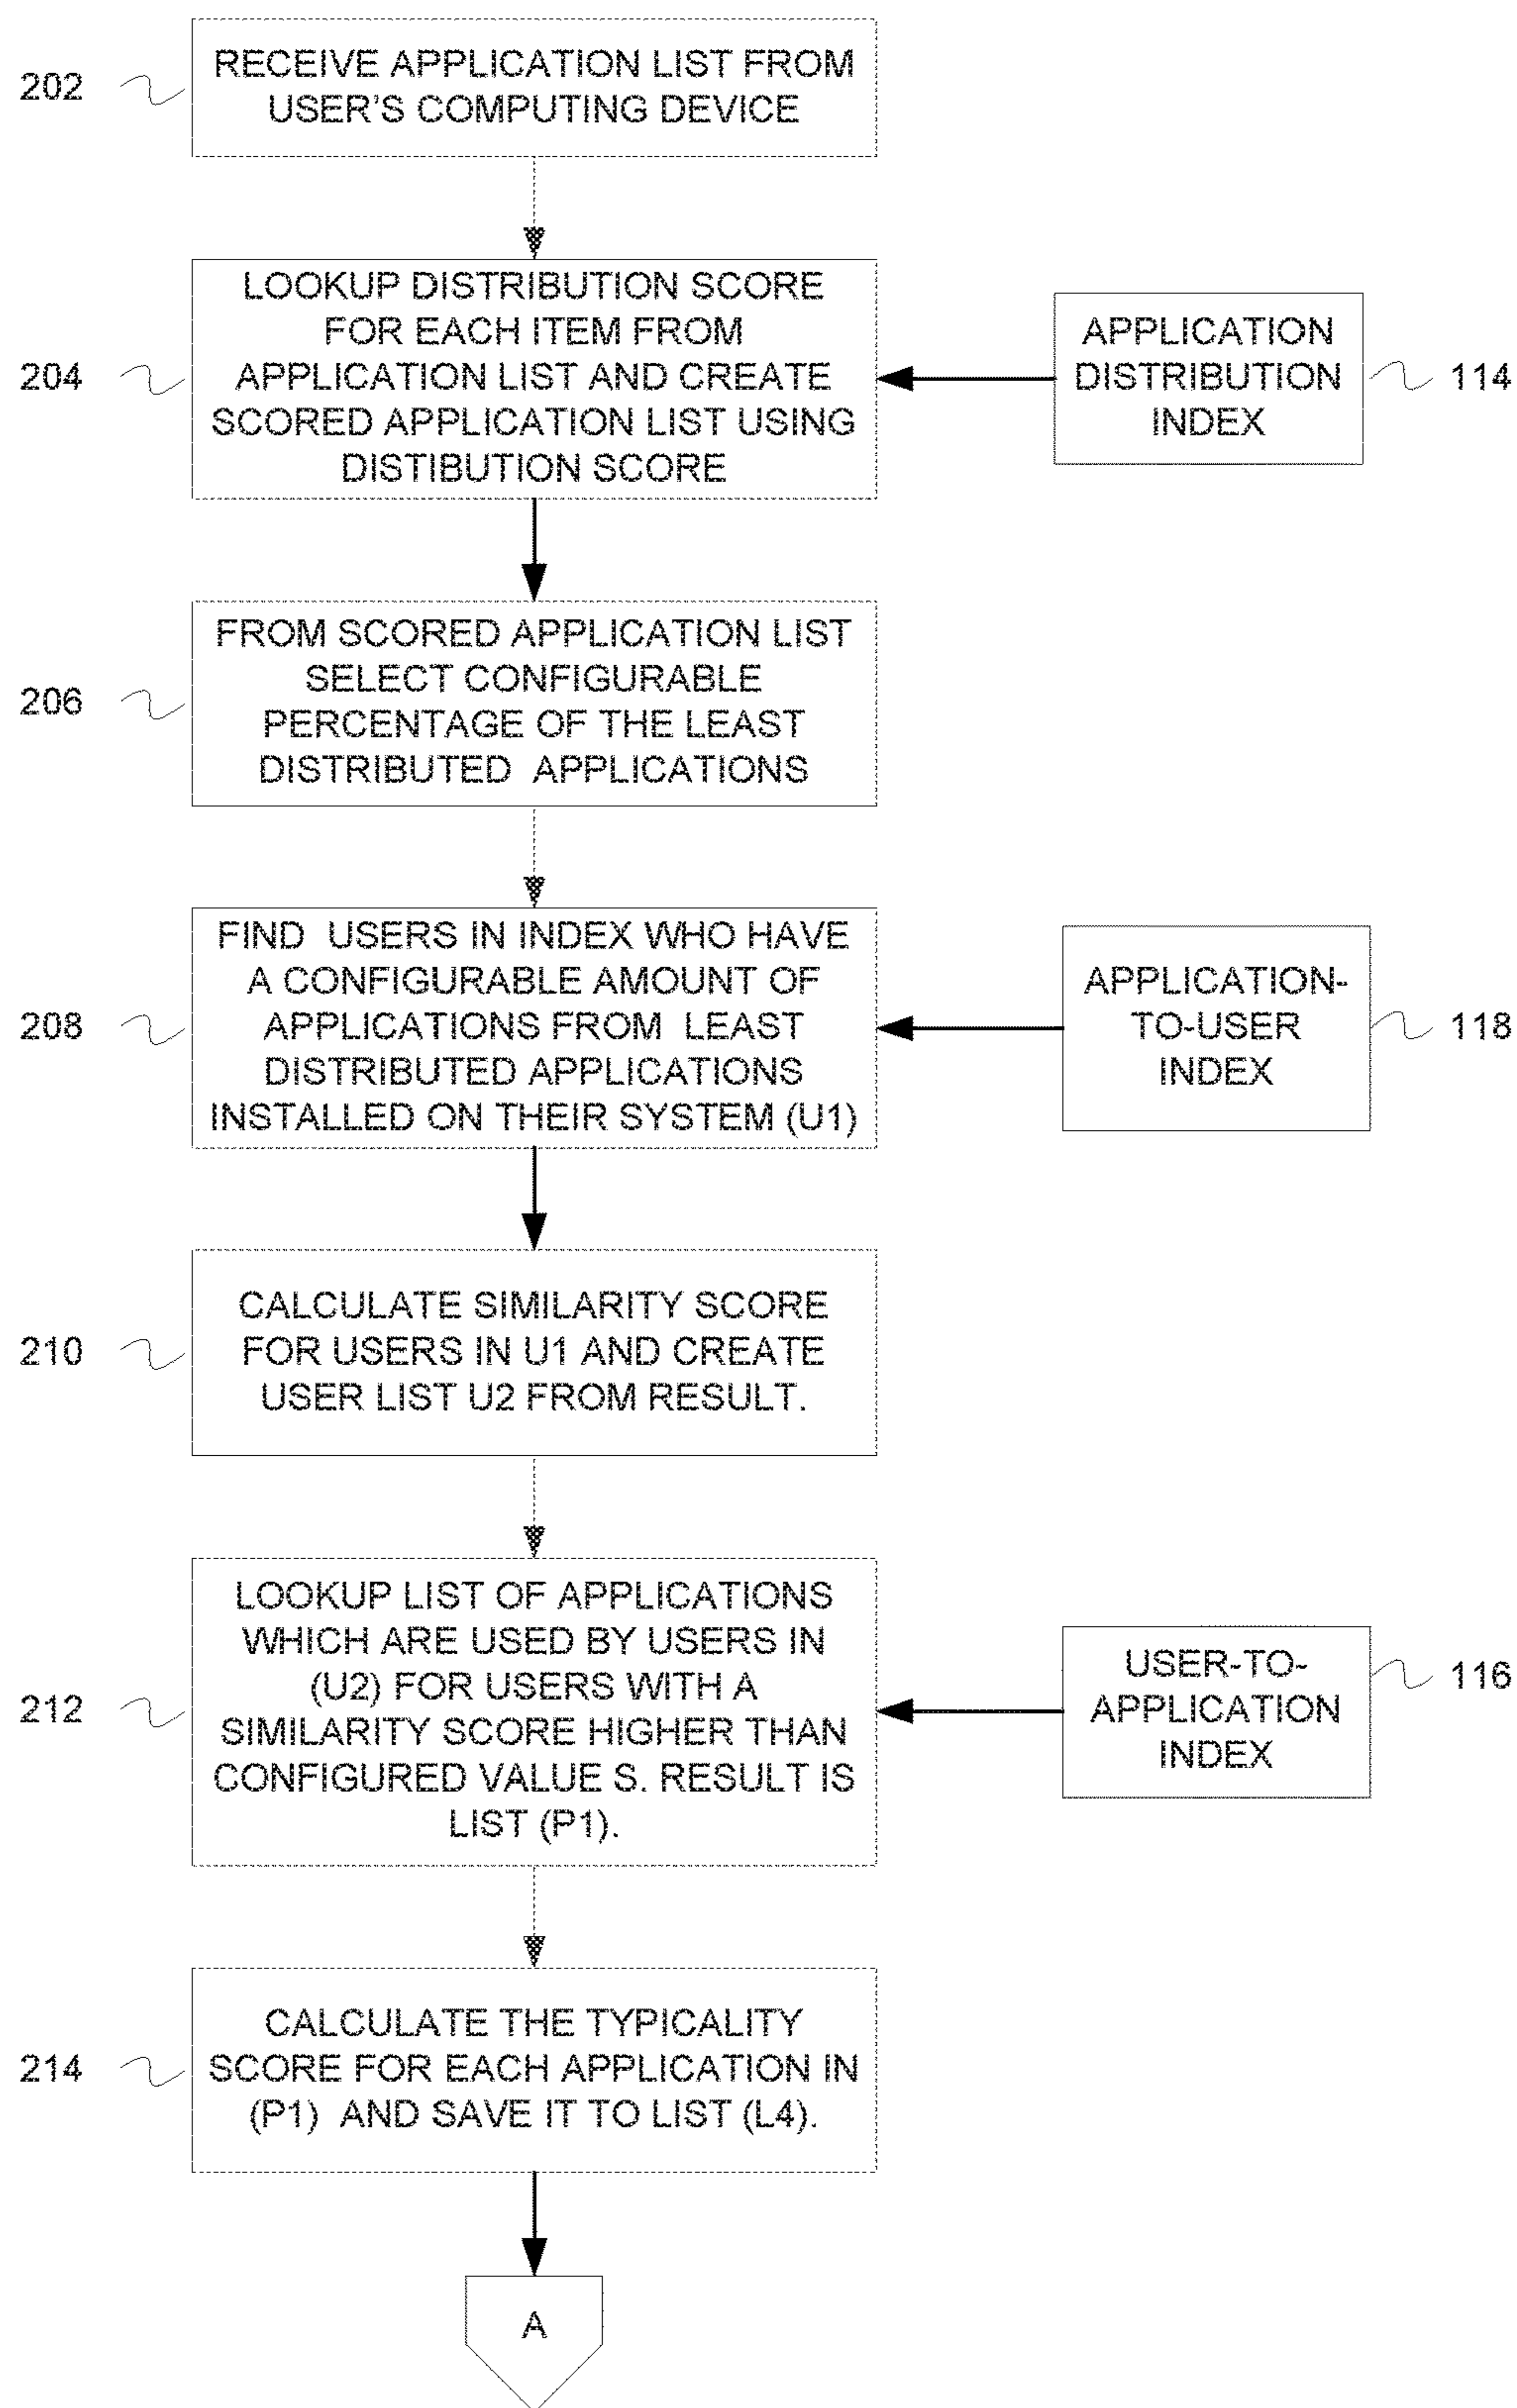 202
RECEIVE APPLICATION LIST FROM
USER'S COMPUTING DEVICE
204
LOOKUP DISTRIBUTION SCORE
FOR EACH ITEM FROM
APPLICATION LIST AND CREATE
SCORED APPLICATION LIST USING
DISTIBUTION SCORE
APPLICATION
DISTRIBUTION
INDEX
114
206
FROM SCORED APPLICATION LIST
SELECT CONFIGURABLE
PERCENTAGE OF THE LEAST
DISTRIBUTED APPLICATIONS
208
FIND USERS IN INDEX WHO HAVE
A CONFIGURABLE AMOUNT OF
APPLICATIONS FROM LEAST
DISTRIBUTED APPLICATIONS
INSTALLED ON THEIR SYSTEM (U1)
APPLICATION-
TO-USER
INDEX
118
210
CALCULATE SIMILARITY SCORE
FOR USERS IN U1 AND CREATE
USER LIST U2 FROM RESULT.
212
LOOKUP LIST OF APPLICATIONS
WHICH ARE USED BY USERS IN
(U2) FOR USERS WITH A
SIMILARITY SCORE HIGHER THAN
CONFIGURED VALUE S. RESULT IS
LIST (P1).
USER-TO-
APPLICATION
INDEX
116
214
CALCULATE THE TYPICALITY
SCORE FOR EACH APPLICATION IN
(P1) AND SAVE IT TO LIST (L4).
A